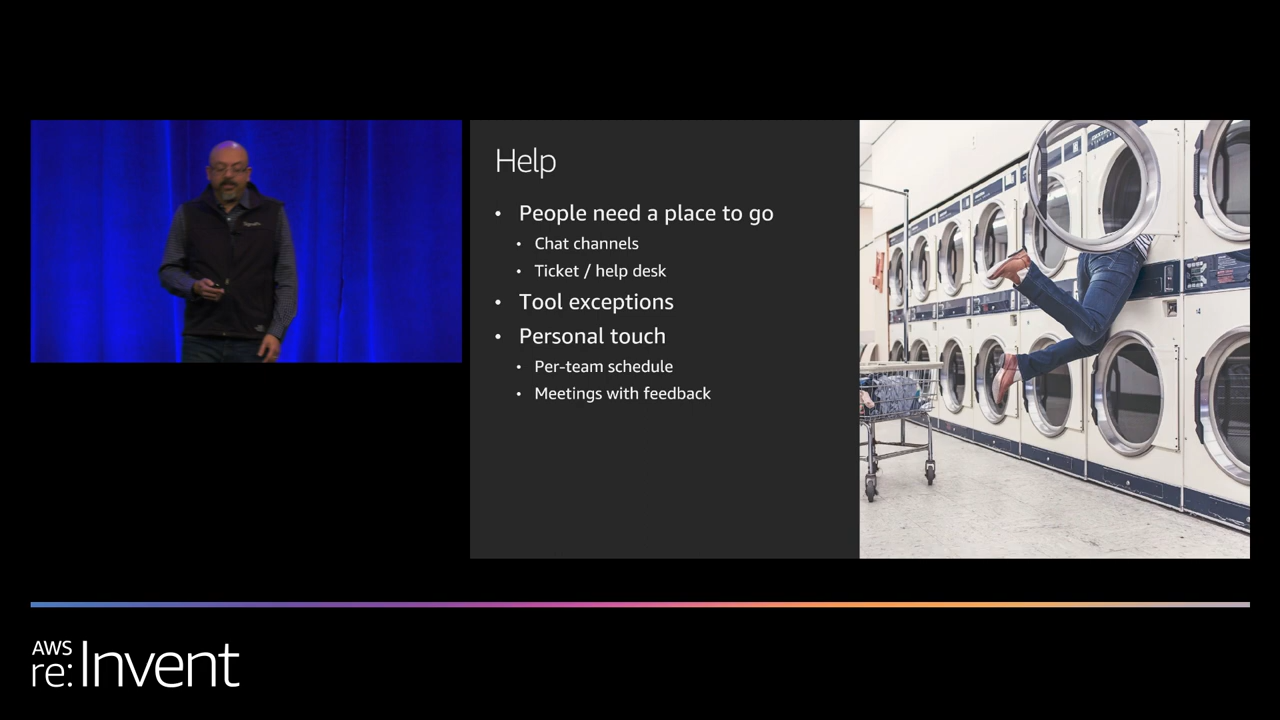 Help
• People need a place to go
• Chat channels
• Ticket / help desk
• Tool exceptions
• Personal touch
• Per-team schedule
• Meetings with feedback
AWS
re:Invent